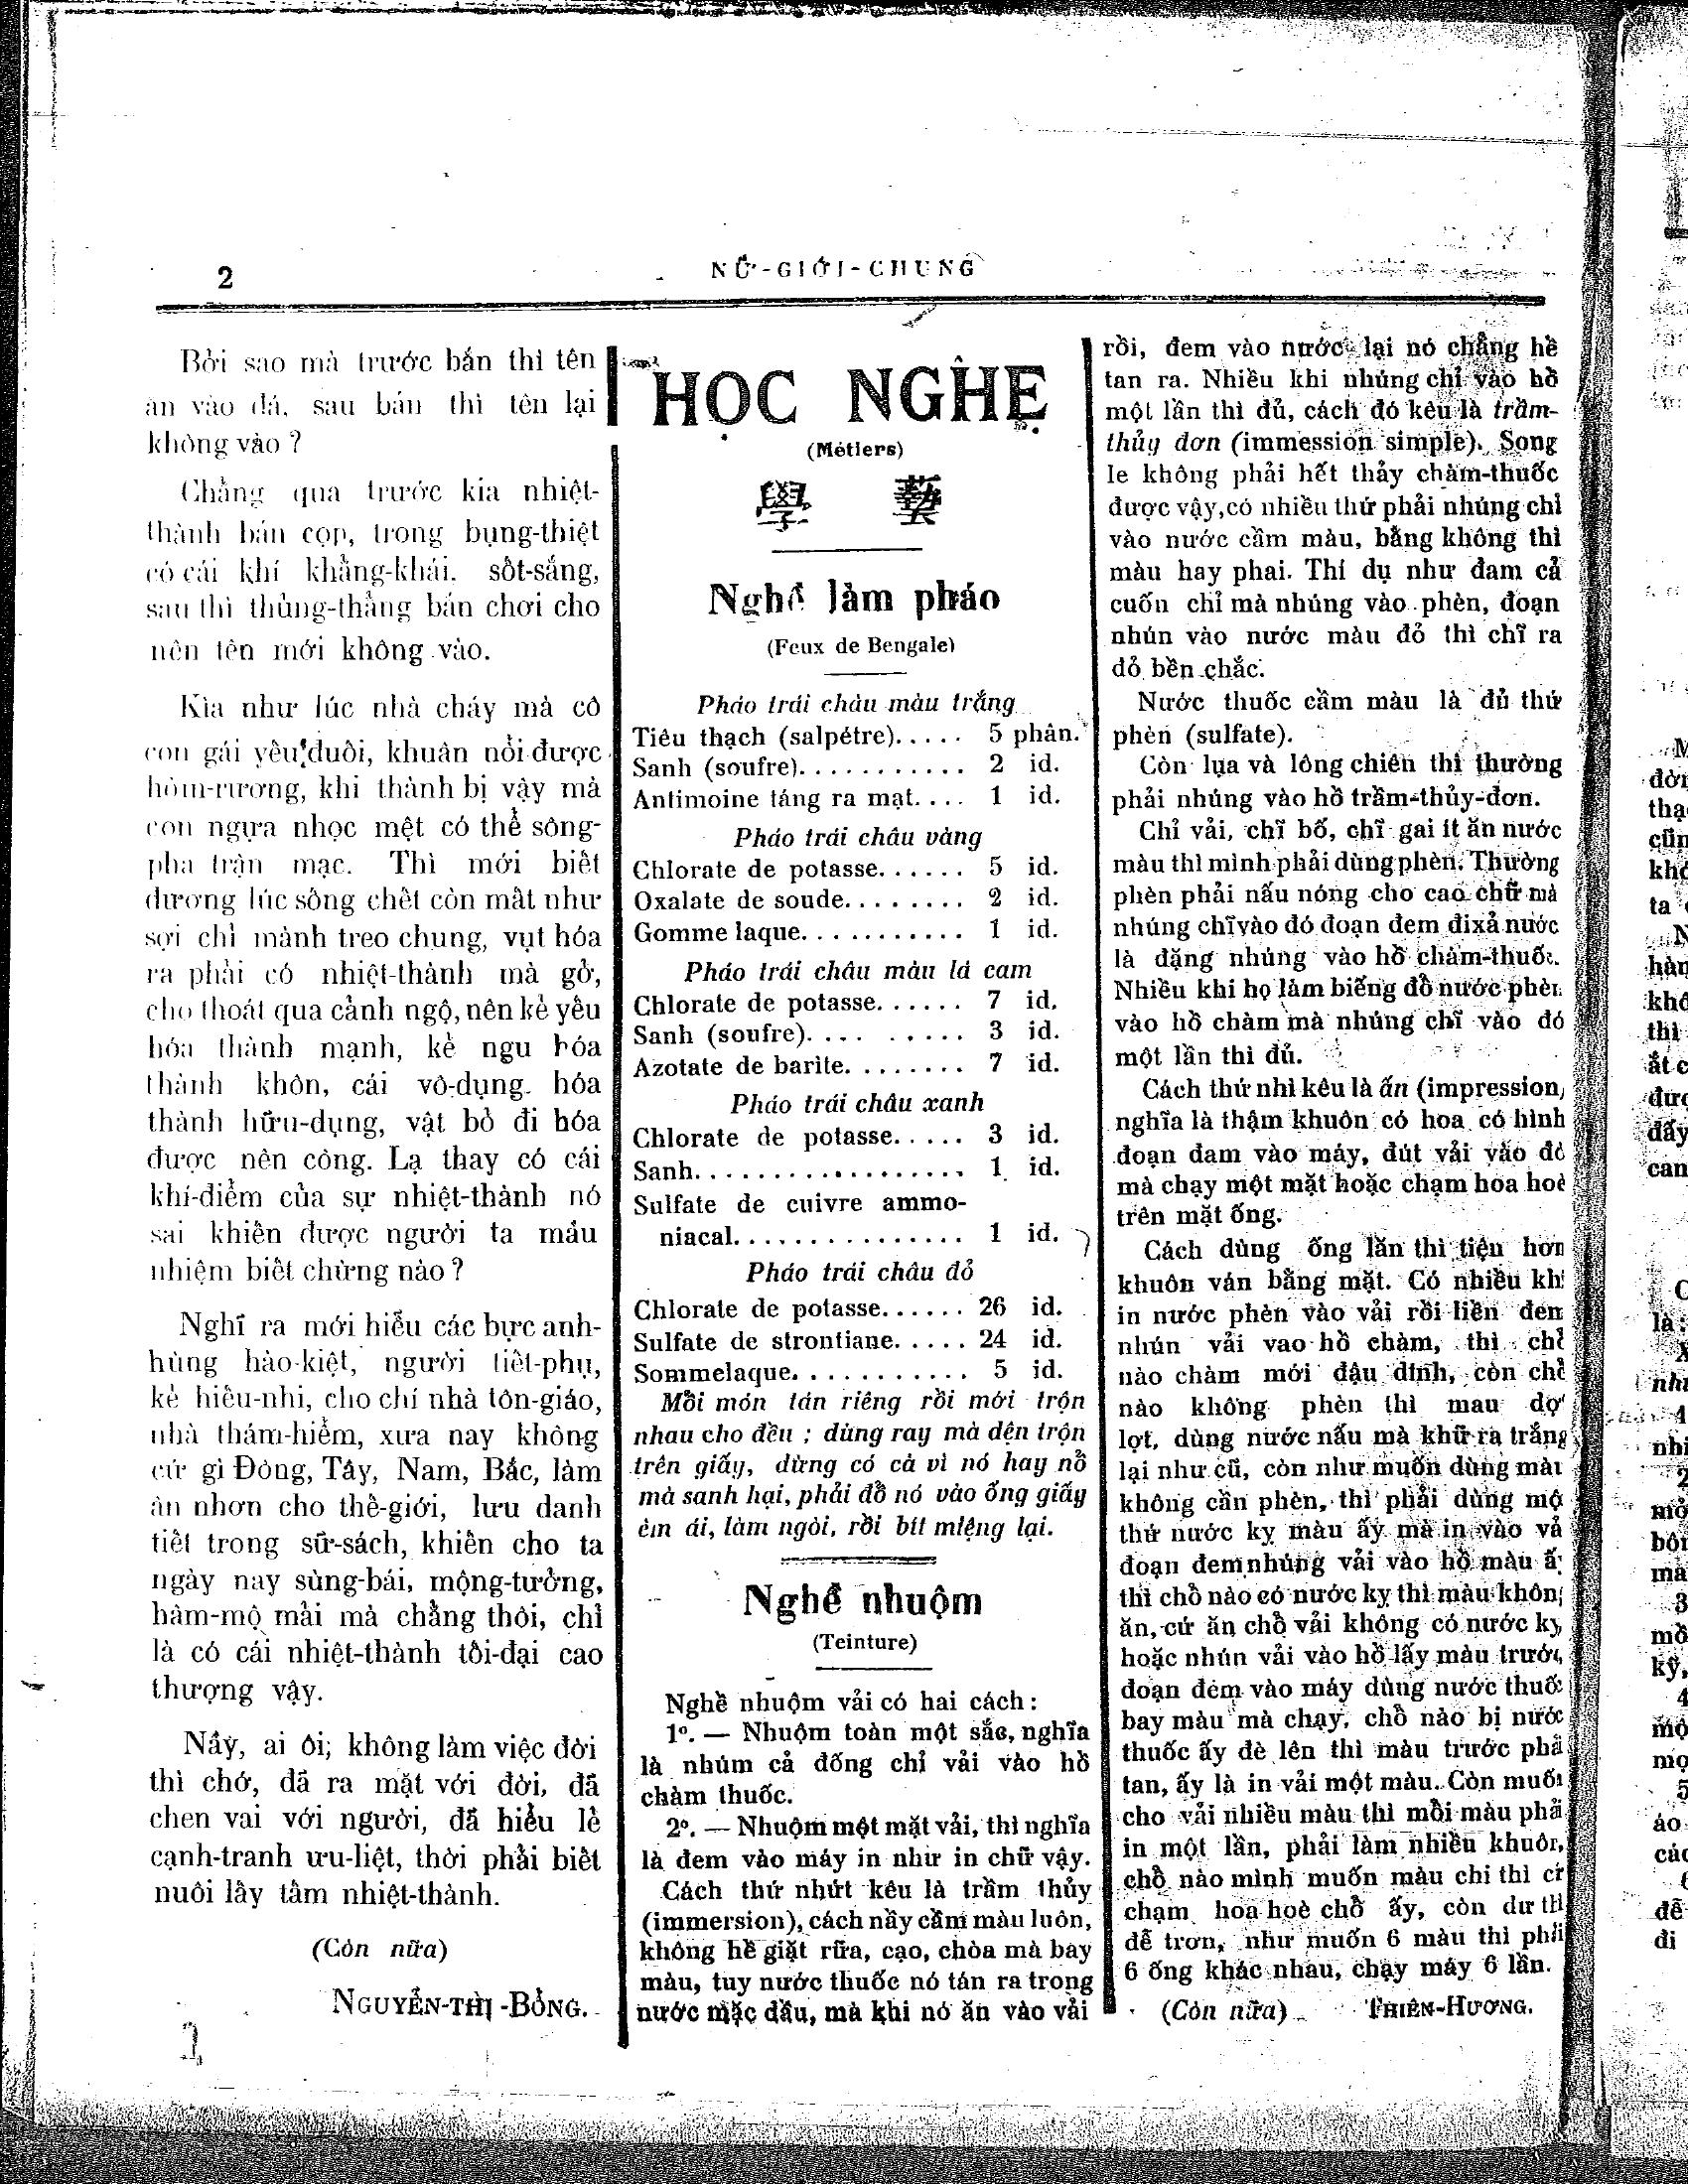 2
NỮ-GIỚI-CHUNG
Bởi sao mà trước bắn thì tên
ăn vào đá, sau bắn thì tên lại
không vào ?
Chẳng qua trước kia nhiệt-
thành bắn cọp, trong bụng-thiệt
có cái khí khẳng-khái, sốt-sắng,
sau thì thủng-thẳng bắn chơi cho
nên tên mới không vào.
Kìa như lúc nhà cháy mà cô
con gái yếu đuôi, khuân nổi được
hòm-rương, khi thành bị vậy mà
con ngựa nhọc mệt có thể sông-
pha trận mạc. Thì mới biết
đương lúc sông chết còn mât như
sợi chỉ mành treo chung, vụt hóa
ra phải có nhiệt-thành mà gở,
cho thoát qua cảnh ngộ, nên kẻ yếu
hóa thành mạnh, kẻ ngu hóa
thành khôn, cái vô-dụng hóa
thành hữu-dụng, vật bỏ đi hóa
được nên công. Lạ thay có cái
khí-điểm của sự nhiệt-thành nó
sai khiến được người ta mầu
nhiệm biết chừng nào ?
Nghĩ ra mới hiểu các bực anh-
hùng hào-kiệt, người tiết-phụ,
kẻ hiếu-nhi, cho chí nhà tôn-giáo,
nhà thám-hiểm, xưa nay không
cứ gì Đông, Tây, Nam, Bắc, làm
ân nhơn cho thế-giới, lưu danh
tiết trong sử-sách, khiến cho ta
ngày nay sùng-bái, mộng-tưởng,
hàm-mộ mải mà chẳng thôi, chỉ
là có cái nhiệt-thành tôi-đại cao
thượng vậy.
Nầy, ai ôi; không làm việc đời
thì chớ, đã ra mặt với đời, đã
chen vai với người, đã hiểu lẽ
cạnh-tranh ưu-liệt, thời phải biết
nuôi lấy tâm nhiệt-thành.
(Còn nữa)
NGUYỄN-THỊ-BỔNG.
HỌC NGHỆ
(Métiers)
學 藝
Nghề làm pháo
(Feux de Bengale)
Pháo trái châu màu trắng
Tiêu thạch (salpétre)..... 5 phân.
Sanh (soufre)............ 2 id.
Antimoine táng ra mạt.... 1 id.
Pháo trái châu vàng
Chlorate de potasse...... 5 id.
Oxalate de soude........ 2 id.
Gomme laque........... 1 id.
Pháo trái châu màu lá cam
Chlorate de potasse...... 7 id.
Sanh (soufre).... ..... 3 id.
Azotate de barite........ 7 id.
Pháo trái châu xanh
Chlorate de potasse..... 3 id.
Sanh.................. 1 id.
Sulfate de cuivre ammo-
niacal............... 1 id.
Pháo trái châu đỏ
Chlorate de potasse...... 26 id.
Sulfate de strontiane..... 24 id.
Sommelaque............ 5 id.
Mồi món tán riêng rồi mới trộn
nhau cho đều ; dùng ray mà dện trộn
trên giấy, dừng có cà vì nó hay nổ
mà sanh hại, phải đổ nó vào ống giấy
èm ái, làm ngòi, rồi bít miệng lại.
Nghề nhuộm
(Teinture)
Nghề nhuộm vải có hai cách :
1º. — Nhuộm toàn một sắc, nghĩa
là nhúm cả đống chỉ vải vào hồ
chàm thuốc.
2º. — Nhuộm một mặt vải, thì nghĩa
là đem vào máy in như in chữ vậy.
Cách thứ nhứt kêu là trầm thủy
(immersion), cách nầy cầm màu luôn,
không hề giặt rữa, cạo, chòa mà bay
màu, tuy nước thuốc nó tán ra trong
nước mặc dầu, mà khi nó ăn vào vải
rồi, đem vào nước lại nó chẳng hề
tan ra. Nhiều khi nhúng chỉ vào hồ
một lần thì đủ, cách đó kêu là trầm-
thủy đơn (immession simple). Song
le không phải hết thảy chàm-thuốc
được vậy,có nhiều thứ phải nhúng chỉ
vào nước cầm màu, bằng không thì
màu hay phai. Thí dụ như đam cả
cuốn chỉ mà nhúng vào phèn, đoạn
nhún vào nước màu đỏ thì chĩ ra
đỏ bền chắc.
Nước thuốc cầm màu là đủ thứ
phèn (sulfate).
Còn lụa và lông chiên thì thường
phải nhúng vào hồ trầm-thủy-đơn.
Chỉ vải, chĩ bố, chĩ gai ít ăn nước
màu thì mình phải dùng phèn. Thường
phèn phải nấu nóng cho cao chữ mà
nhúng chĩ vào đó đoạn đem đi xả nước
là đặng nhúng vào hồ chàm-thuốc.
Nhiều khi họ làm biếng đổ nước phèn
vào hồ chàm mà nhúng chĩ vào đó
một lần thì đủ.
Cách thứ nhì kêu là ấn (impression)
nghĩa là thậm khuôn có hoa có hình
đoạn đam vào máy, đút vải vào đó
mà chạy một mặt hoặc chạm hoa hoè
trên mặt ống.
Cách dùng ống lăn thì tiện hơn
khuôn ván bằng mặt. Có nhiều khi
in nước phèn vào vải rồi liền đem
nhún vải vao hồ chàm, thì chỗ
nào chàm mới đậu dính, còn chỗ
nào không phèn thì mau dợt
lợt, dùng nước nấu mà khữ ra trắng
lại như cũ, còn như muốn dùng màu
không cần phèn, thì phải dùng một
thứ nước kỵ màu ấy mà in vào vải
đoạn đem nhúng vải vào hồ màu ấy
thì chồ nào có nước kỵ thì màu không
ăn, cứ ăn chỗ vải không có nước kỵ,
hoặc nhún vải vào hồ lấy màu trước,
đoạn đem vào máy dùng nước thuốc
bay màu mà chạy, chồ nào bị nước
thuốc ấy đè lên thì màu trước phải
tan, ấy là in vải một màu. Còn muốn
cho vải nhiều màu thì mồi màu phải
in một lần, phải làm nhiều khuôn,
chồ nào mình muốn màu chi thì cứ
chạm hoa hoè chồ ấy, còn dư thì
để trơn, như muốn 6 màu thì phải
6 ống khác nhau, chạy máy 6 lần.
(Còn nữa) THIÊN-HƯƠNG.